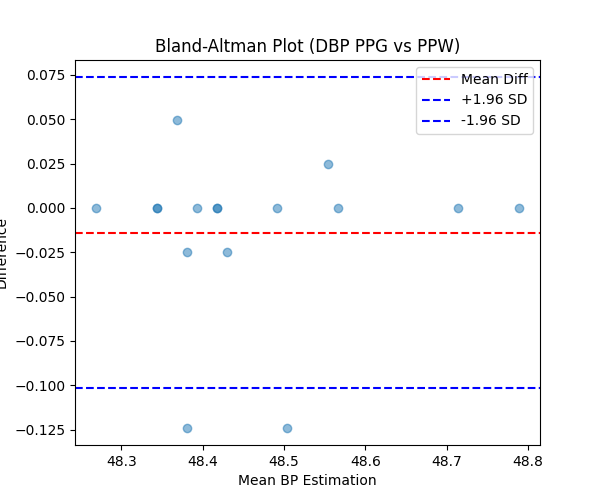 Bland-Altman Plot (DBP PPG vs PPW)
Mean Diff
+1.96 SD
-1.96 SD
0.075
0.050
0.025
0.000
−0.025
−0.050
−0.075
−0.100
−0.125
Difference
48.3
48.4
48.5
48.6
48.7
48.8
Mean BP Estimation